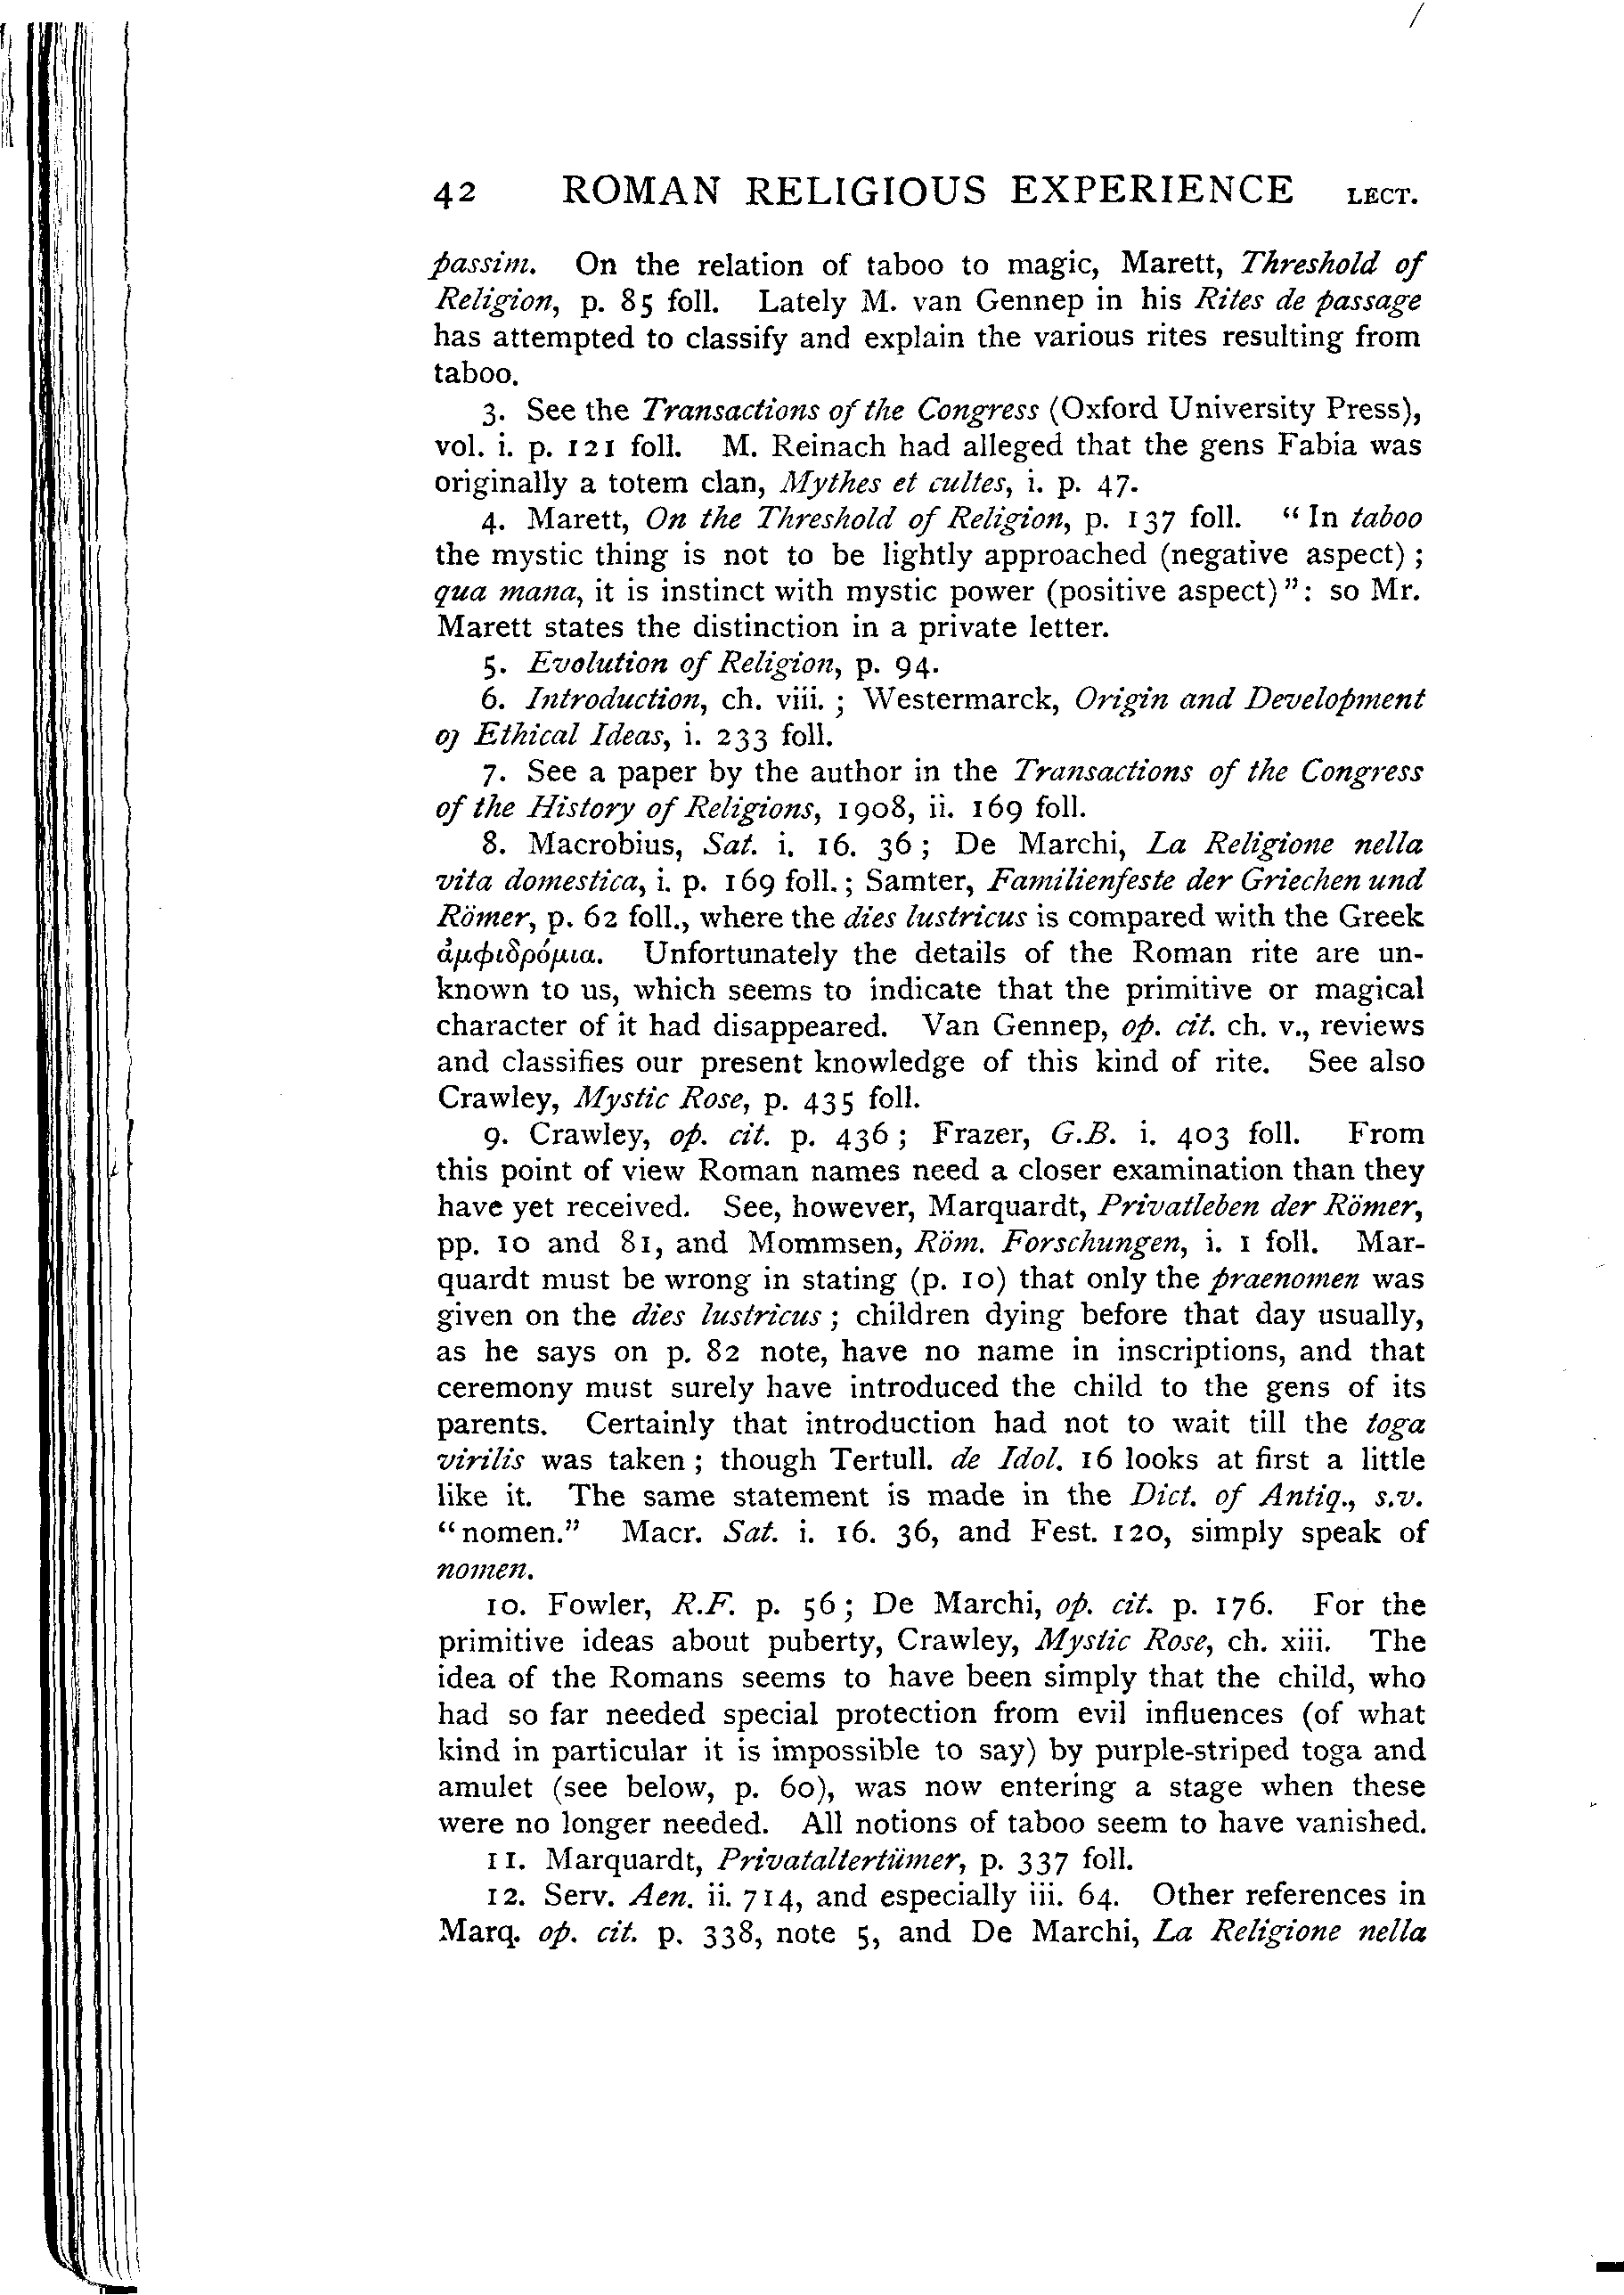 42 ROMAN RELIGIOUS EXPERIENCE LECT.
passim. On the relation of taboo to magic, Marett, Threshold of
Religion, p. 85 foll. Lately M. van Gennep in his Rites de passage
has attempted to classify and explain the various rites resulting from
taboo.
3. See the Transactions of the Congress (Oxford University Press),
vol. i. p. 121 foll. M. Reinach had alleged that the gens Fabia was
originally a totem clan, Mythes et cultes, i. p. 47.
4. Marett, On the Threshold of Religion, p. 137 foll. "In taboo
the mystic thing is not to be lightly approached (negative aspect);
qua mana, it is instinct with mystic power (positive aspect)": so Mr.
Marett states the distinction in a private letter.
5. Evolution of Religion, p. 94.
6. Introduction, ch. viii.; Westermarck, Origin and Development
of Ethical Ideas, i. 233 foll.
7. See a paper by the author in the Transactions of the Congress
of the History of Religions, 1908, ii. 169 foll.
8. Macrobius, Sat. i. 16. 36; De Marchi, La Religione nella
vita domestica, i. p. 169 foll.; Samter, Familienfeste der Griechen und
Römer, p. 62 foll., where the dies lustricus is compared with the Greek
ἀμφιδρόμια. Unfortunately the details of the Roman rite are un-
known to us, which seems to indicate that the primitive or magical
character of it had disappeared. Van Gennep, op. cit. ch. v., reviews
and classifies our present knowledge of this kind of rite. See also
Crawley, Mystic Rose, p. 435 foll.
9. Crawley, op. cit. p. 436; Frazer, G.B. i. 403 foll. From
this point of view Roman names need a closer examination than they
have yet received. See, however, Marquardt, Privatleben der Römer,
pp. 10 and 81, and Mommsen, Röm. Forschungen, i. 1 foll. Mar-
quardt must be wrong in stating (p. 10) that only the praenomen was
given on the dies lustricus; children dying before that day usually,
as he says on p. 82 note, have no name in inscriptions, and that
ceremony must surely have introduced the child to the gens of its
parents. Certainly that introduction had not to wait till the toga
virilis was taken; though Tertull. de Idol. 16 looks at first a little
like it. The same statement is made in the Dict. of Antiq., s.v.
"nomen." Macr. Sat. i. 16. 36, and Fest. 120, simply speak of
nomen.
10. Fowler, R.F. p. 56; De Marchi, op. cit. p. 176. For the
primitive ideas about puberty, Crawley, Mystic Rose, ch. xiii. The
idea of the Romans seems to have been simply that the child, who
had so far needed special protection from evil influences (of what
kind in particular it is impossible to say) by purple-striped toga and
amulet (see below, p. 60), was now entering a stage when these
were no longer needed. All notions of taboo seem to have vanished.
11. Marquardt, Privataltertümer, p. 337 foll.
12. Serv. Aen. ii. 714, and especially iii. 64. Other references in
Marq. op. cit. p. 338, note 5, and De Marchi, La Religione nella